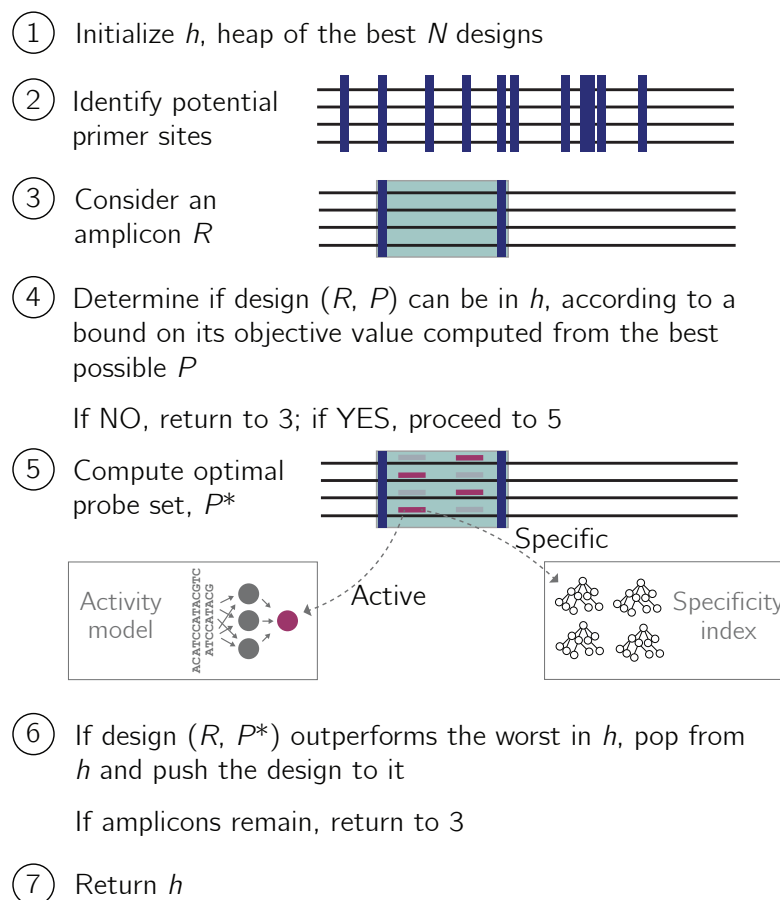 1 Initialize h, heap of the best N designs
2 Identify potential
primer sites
3 Consider an
amplicon R
4 Determine if design (R, P) can be in h, according to a
bound on its objective value computed from the best
possible P
If NO, return to 3; if YES, proceed to 5
5 Compute optimal
probe set, P*
Specific
Active
Activity
model
ACATCCATACGTC
ATCCATACG
Specificity
index
6 If design (R, P*) outperforms the worst in h, pop from
h and push the design to it
If amplicons remain, return to 3
7 Return h